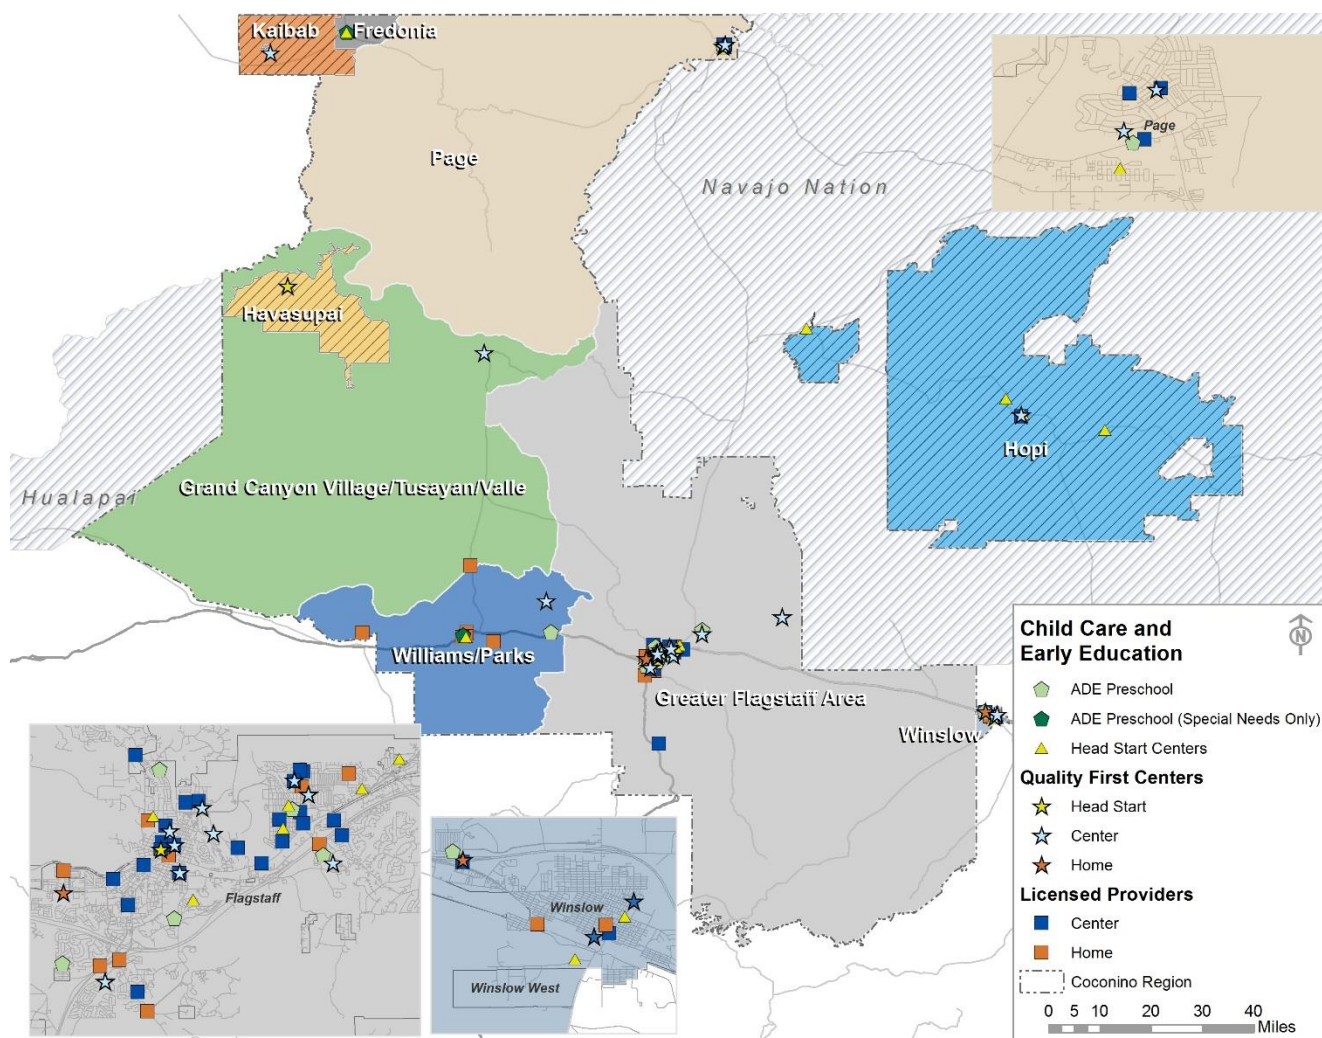 Kaibab
Fredonia
Page
Page
Navajo Nation
Havasupai
Hopi
Grand Canyon Village/Tusayan/Valle
Hualapai
Williams/Parks
Greater Flagstaff Area
Winslow
Flagstaff
Winslow
Winslow West
Child Care and
Early Education
N
ADE Preschool
ADE Preschool (Special Needs Only)
Head Start Centers
Quality First Centers
Head Start
Center
Home
Licensed Providers
Center
Home
Coconino Region
0 5 10 20 30 40
Miles